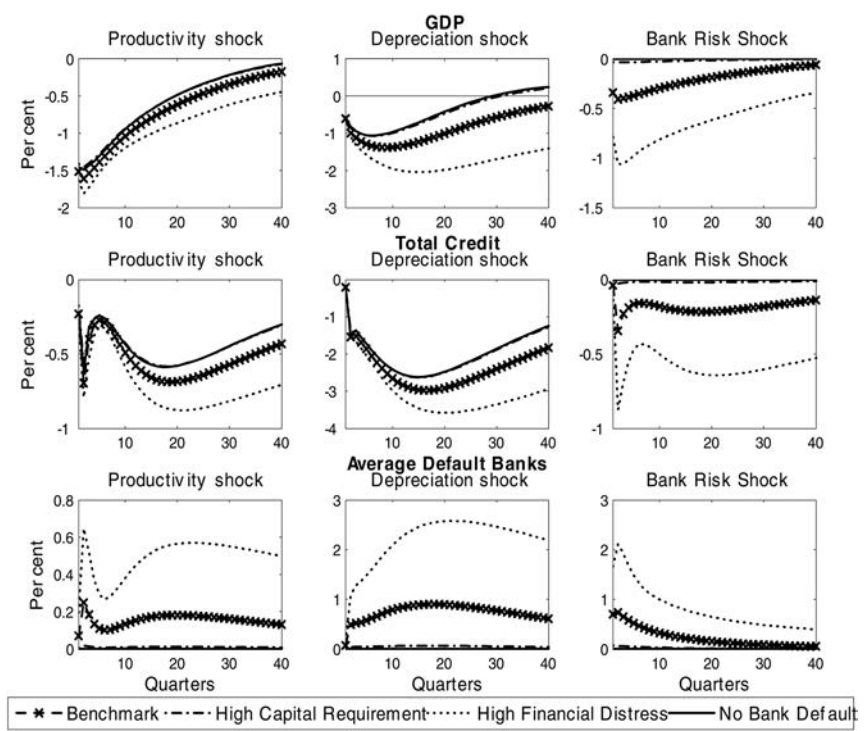 GDP
Productivity shock Depreciation shock Bank Risk Shock
Per cent
0 -0.5 -1 -1.5 -2
10 20 30 40
1 0 -1 -2 -3
10 20 30 40
0 -0.5 -1 -1.5
10 20 30 40
Total Credit
Productivity shock Depreciation shock Bank Risk Shock
Per cent
0 -0.5 -1
10 20 30 40
0 -1 -2 -3 -4
10 20 30 40
0 -0.5 -1
10 20 30 40
Average Default Banks
Productivity shock Depreciation shock Bank Risk Shock
Per cent
0.8 0.6 0.4 0.2 0
10 20 30 40
3 2 1 0
10 20 30 40
3 2 1 0
10 20 30 40
Quarters Quarters Quarters
Benchmark High Capital Requirement High Financial Distress No Bank Default